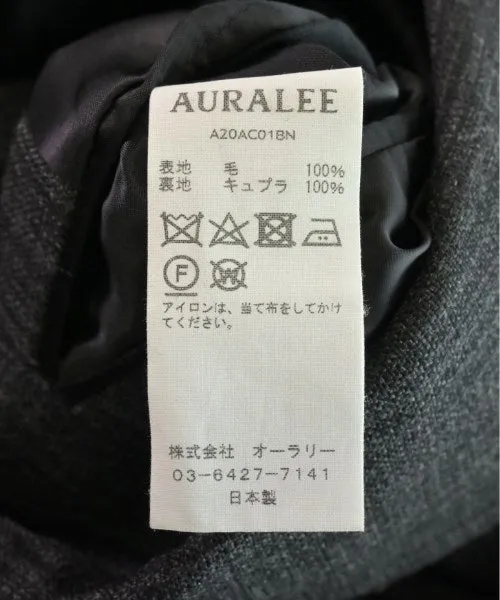 AURALEE
A20AC01BN
表地 毛 100%
裏地 キュプラ 100%
F W
アイロンは、当て布をしてかけ
てください。
株式会社 オーラリー
03-6427-7141
日本製